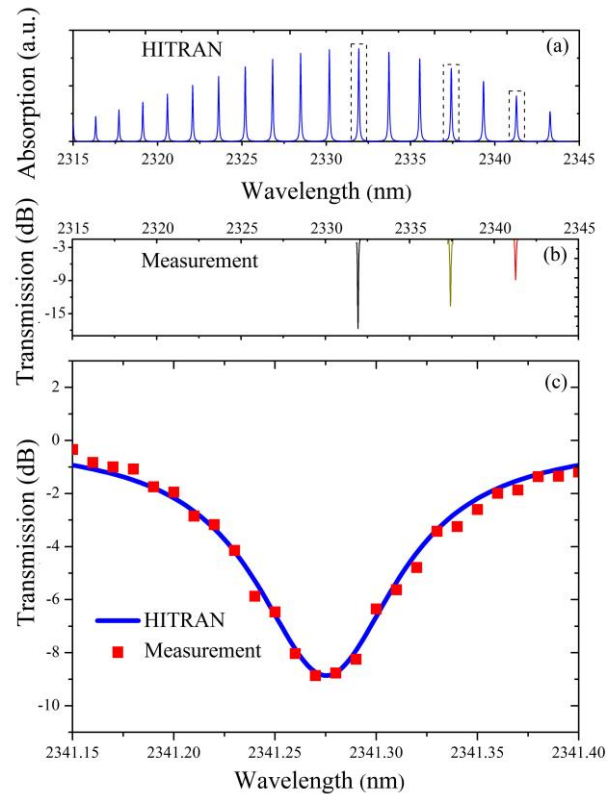 HITRAN
(a)
Absorption (a.u.)
2315 2320 2325 2330 2335 2340 2345
Wavelength (nm)
2315 2320 2325 2330 2335 2340 2345
Transmission (dB)
-3
-9
-15
Measurement
(b)
(c)
Transmission (dB)
2
0
-2
-4
-6
-8
-10
HITRAN
Measurement
2341.15 2341.20 2341.25 2341.30 2341.35 2341.40
Wavelength (nm)